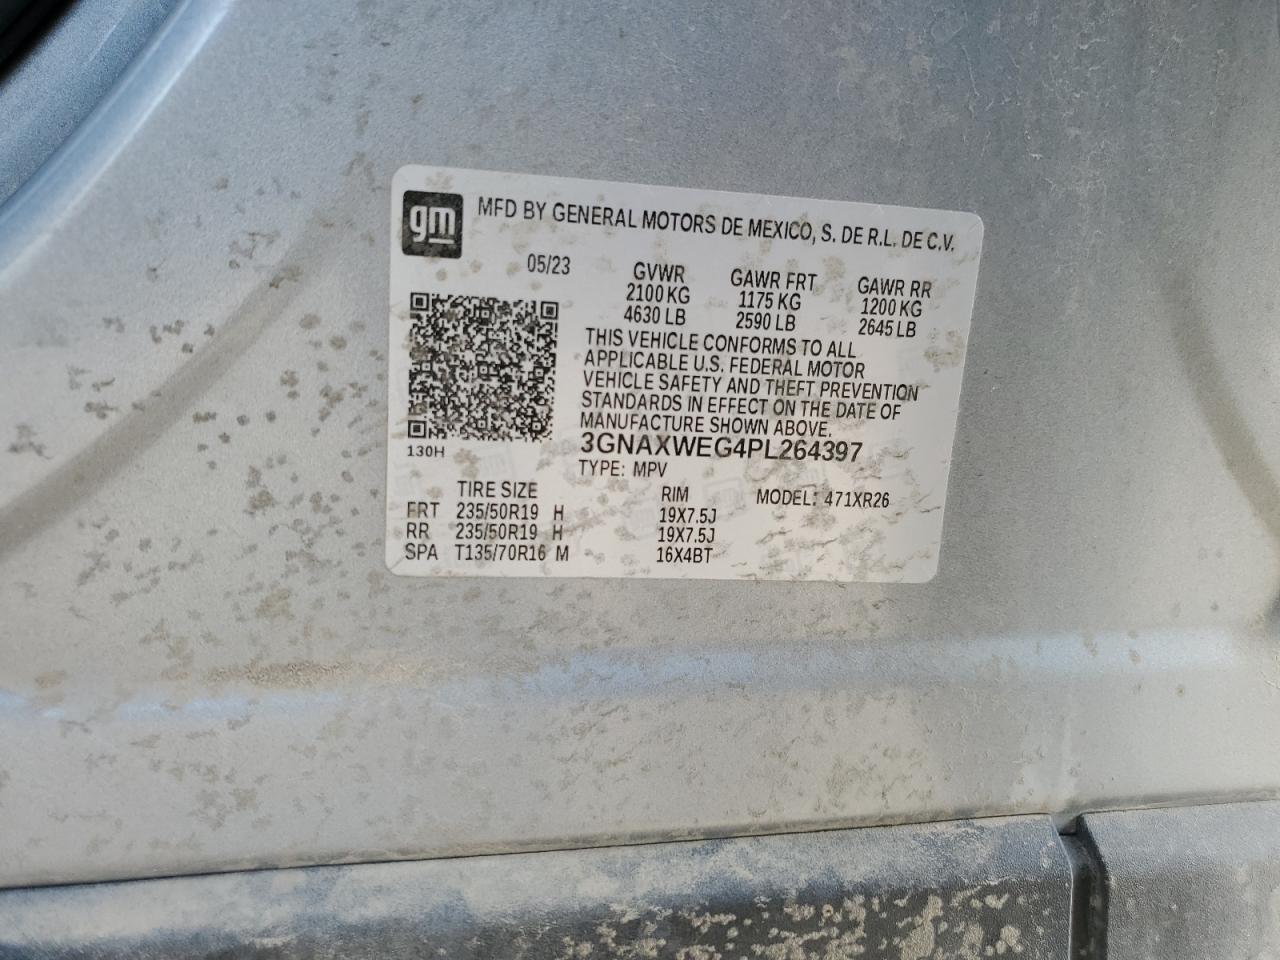 gm
MFD BY GENERAL MOTORS DE MEXICO, S. DE R.L. DE C.V.
05/23 GVWR GAWR FRT GAWR RR
2100 KG 1175 KG 1200 KG
4630 LB 2590 LB 2645 LB
THIS VEHICLE CONFORMS TO ALL
APPLICABLE U.S. FEDERAL MOTOR
VEHICLE SAFETY AND THEFT PREVENTION
STANDARDS IN EFFECT ON THE DATE OF
MANUFACTURE SHOWN ABOVE.
130H
3GNAXWEG4PL264397
TYPE: MPV
TIRE SIZE RIM MODEL: 471XR26
FRT 235/50R19 H 19X7.5J
RR 235/50R19 H 19X7.5J
SPA T135/70R16 M 16X4BT